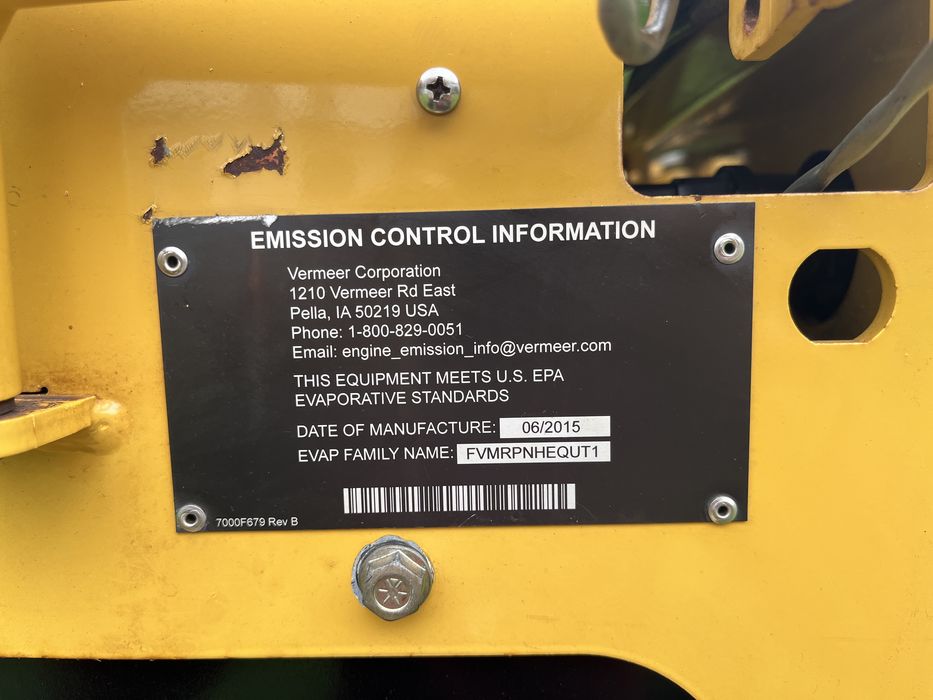 EMISSION CONTROL INFORMATION
Vermeer Corporation
1210 Vermeer Rd East
Pella, IA 50219 USA
Phone: 1-800-829-0051
Email: engine_emission_info@vermeer.com
THIS EQUIPMENT MEETS U.S. EPA
EVAPORATIVE STANDARDS
DATE OF MANUFACTURE: 06/2015
EVAP FAMILY NAME: FVMRPNHEQUT1
7000F679 Rev B